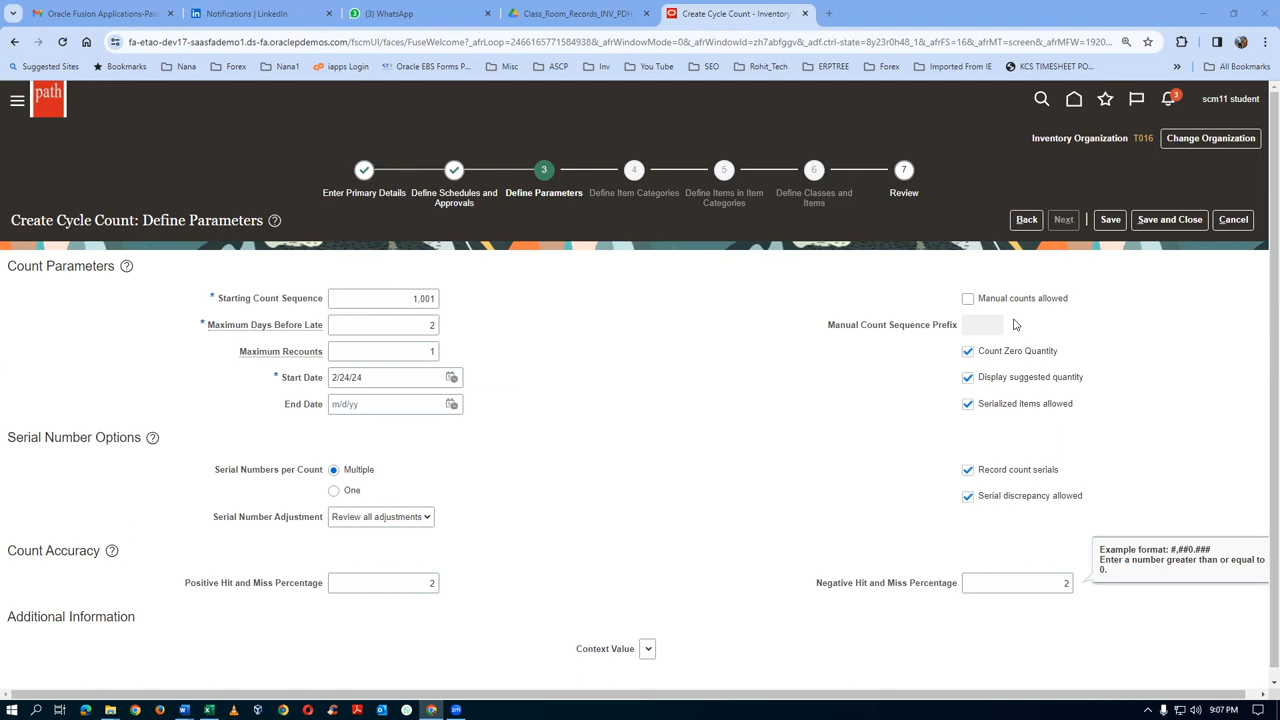 Oracle Fusion Applications-Pas
Notifications | LinkedIn
(3) WhatsApp
Class_Room_Records_INV_PDH
Create Cycle Count - Inventory
fa-etao-dev17-saasfademo1.ds-fa.oraclepdemos.com/fscmUI/faces/FuseWelcome?_afrLoop=2466165771584938&_afrWindowMode=0&_afrWindowId=zh7abfggv&_adf.ctrl-state=8y23r0h48_1&_afrFS=16&_afrMT=screen&_afrMFW=1920...
Suggested Sites
Bookmarks
Nana
Forex
Nana1
iapps Login
Oracle EBS Forms P...
Misc
ASCP
Inv
You Tube
SEO
Rohit_Tech
ERPTREE
Forex
Imported From IE
KCS TIMESHEET PO...
»
All Bookmarks
path
3
scm11 student
Inventory Organization T016 Change Organization
3 4 5 6 7
Enter Primary Details
Define Schedules and
Approvals
Define Parameters
Define Item Categories
Define Items in Item
Categories
Define Classes and
Items
Review
Create Cycle Count: Define Parameters ?
Back Next Save Save and Close Cancel
Count Parameters ?
* Starting Count Sequence 1,001
Manual counts allowed
* Maximum Days Before Late 2
Manual Count Sequence Prefix
Maximum Recounts 1
Count Zero Quantity
* Start Date 2/24/24
Display suggested quantity
End Date m/d/yy
Serialized items allowed
Serial Number Options ?
Serial Numbers per Count Multiple
Record count serials
One
Serial discrepancy allowed
Serial Number Adjustment Review all adjustments
Count Accuracy ?
Example format: #,##0.###
Enter a number greater than or equal to
0.
Positive Hit and Miss Percentage 2
Negative Hit and Miss Percentage 2
Additional Information
Context Value
9:07 PM